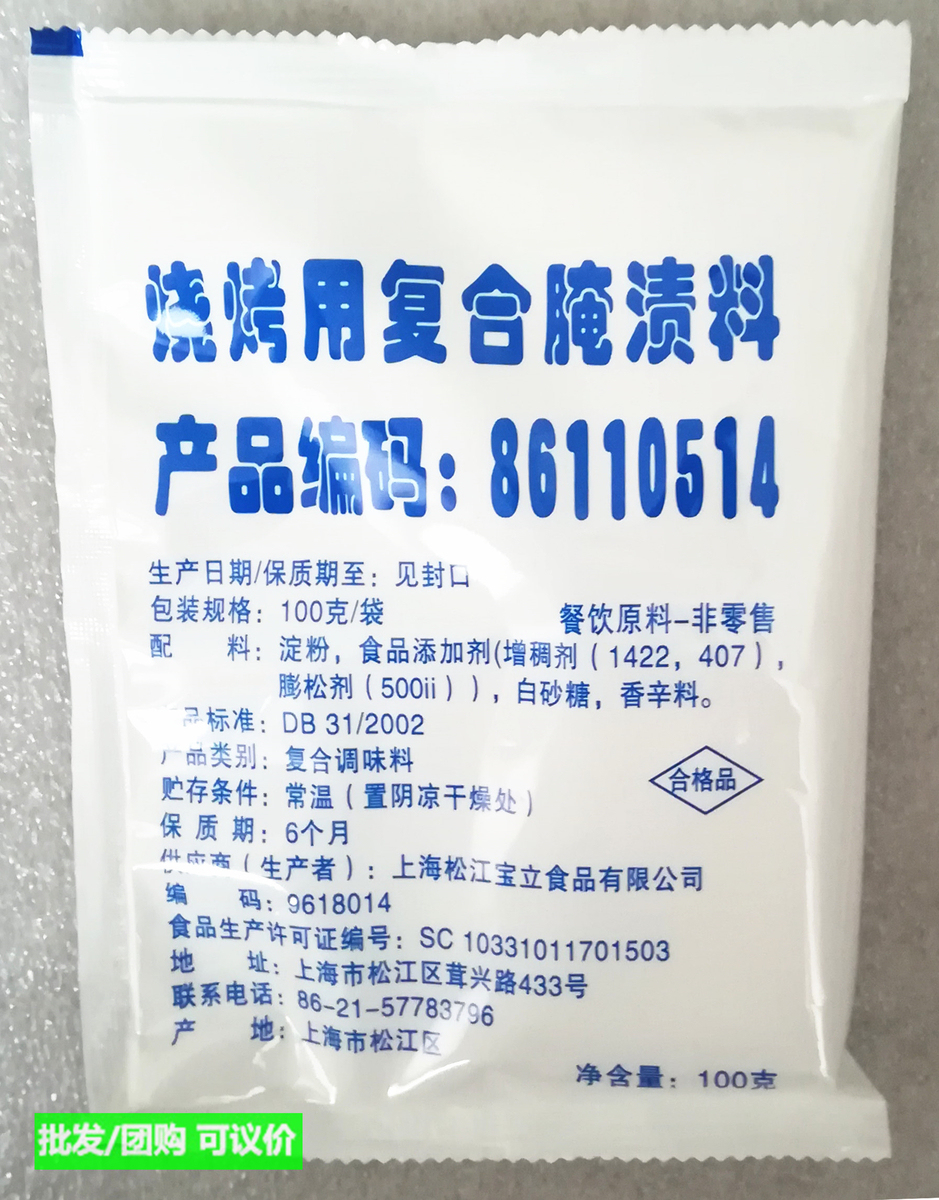 烧烤用复合腌渍料
产品编码：86110514
生产日期/保质期至：见封口
包装规格：100克/袋
餐饮原料-非零售
配 料：淀粉，食品添加剂(增稠剂（1422，407），
膨松剂（500ii）），白砂糖，香辛料。
产品标准：DB 31/2002
产品类别：复合调味料
合格品
贮存条件：常温（置阴凉干燥处）
保 质 期：6个月
供应商（生产者）：上海松江宝立食品有限公司
编 码：9618014
食品生产许可证编号：SC 10331011701503
地 址：上海市松江区茸兴路433号
联系电话：86-21-57783796
产 地：上海市松江区
净含量：100克
批发/团购 可议价